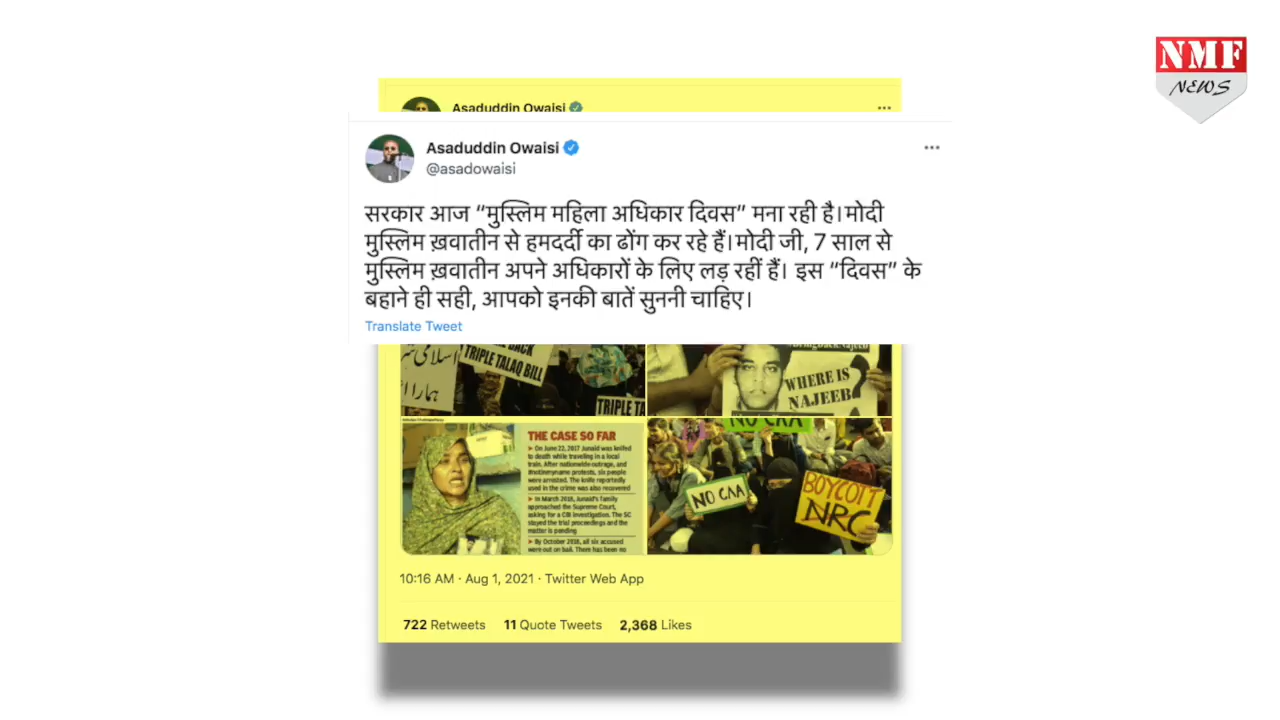 NMF
NEWS
Asaduddin Owaisi
Asaduddin Owaisi
@asadowaisi
सरकार आज “मुस्लिम महिला अधिकार दिवस” मना रही है।मोदी
मुस्लिम ख़वातीन से हमदर्दी का ढोंग कर रहे हैं।मोदी जी, 7 साल से
मुस्लिम ख़वातीन अपने अधिकारों के लिए लड़ रहीं हैं। इस “दिवस” के
बहाने ही सही, आपको इनकी बातें सुननी चाहिए।
Translate Tweet
BACK
TRIPLE TALAQ BILL
TRIPLE TA
WHERE IS
NAJEEB?
THE CASE SO FAR
➤ On June 22, 2017 Junaid was knifed
to death while traveling in a local
train. After nationwide outrage, and
#notinmyname protests, six people
were arrested. The knife reportedly
used in the crime was also recovered
➤ In March 2018, Junaid's family
approached the Supreme Court,
asking for a CBI investigation. The SC
stayed the trial proceedings and the
matter is pending
➤ By October 2018, all six accused
were out on bail. There has been no
NO CAA
NO CAA
BOYCOTT
NRC
10:16 AM · Aug 1, 2021 · Twitter Web App
722 Retweets 11 Quote Tweets 2,368 Likes